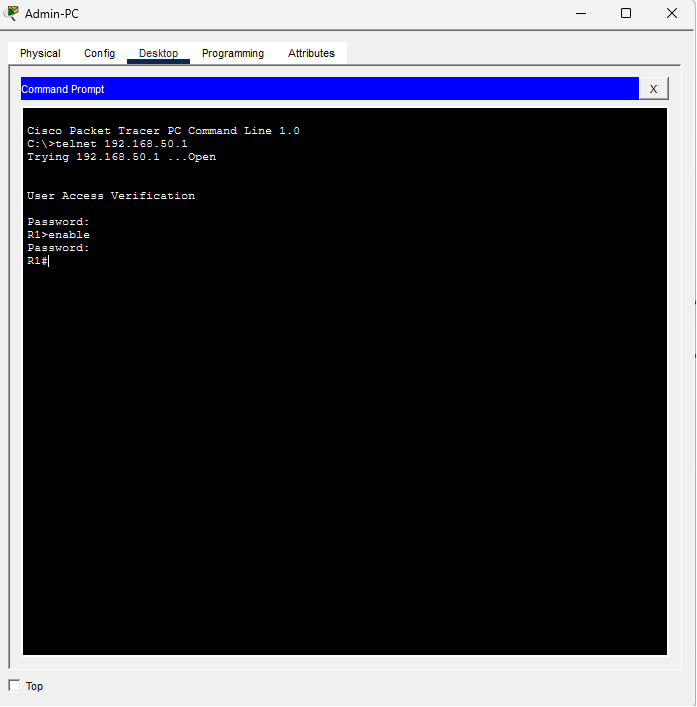 Admin-PC
Physical Config Desktop Programming Attributes
Command Prompt X
Cisco Packet Tracer PC Command Line 1.0
C:\>telnet 192.168.50.1
Trying 192.168.50.1 ...Open
User Access Verification
Password:
R1>enable
Password:
R1#
Top